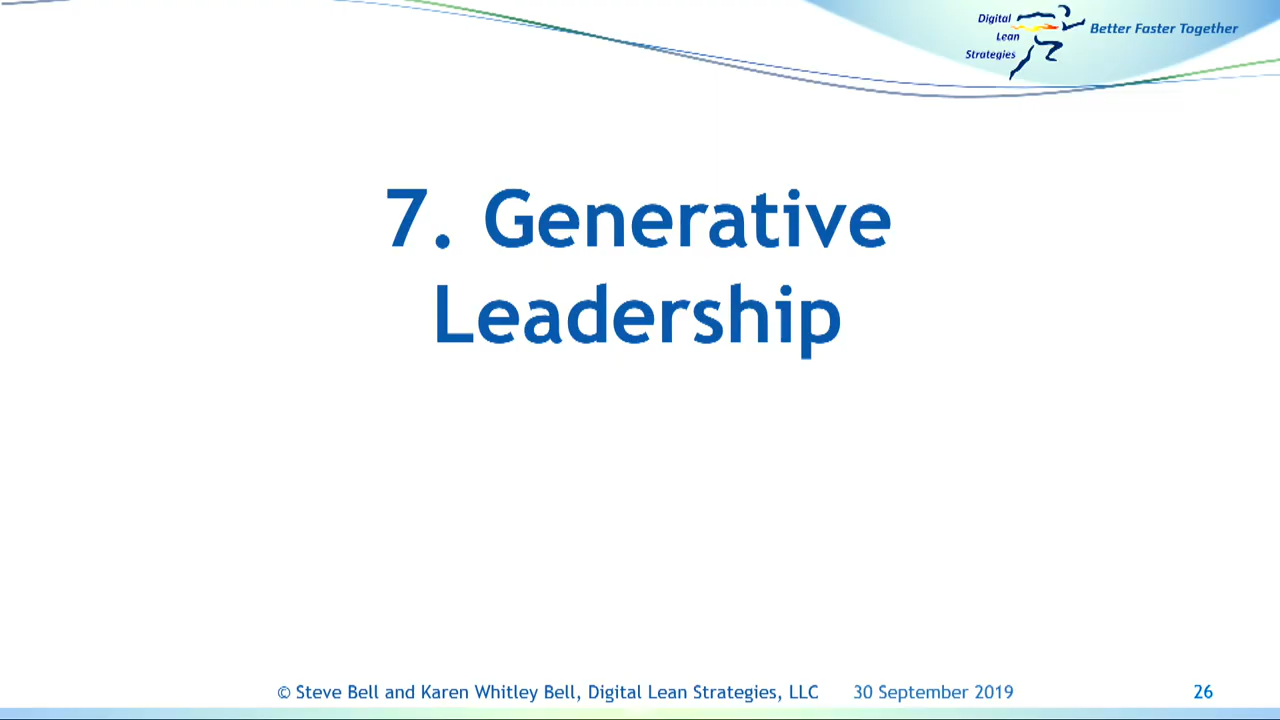 Digital
Lean
Strategies
Better Faster Together
7. Generative
Leadership
© Steve Bell and Karen Whitley Bell, Digital Lean Strategies, LLC 30 September 2019 26